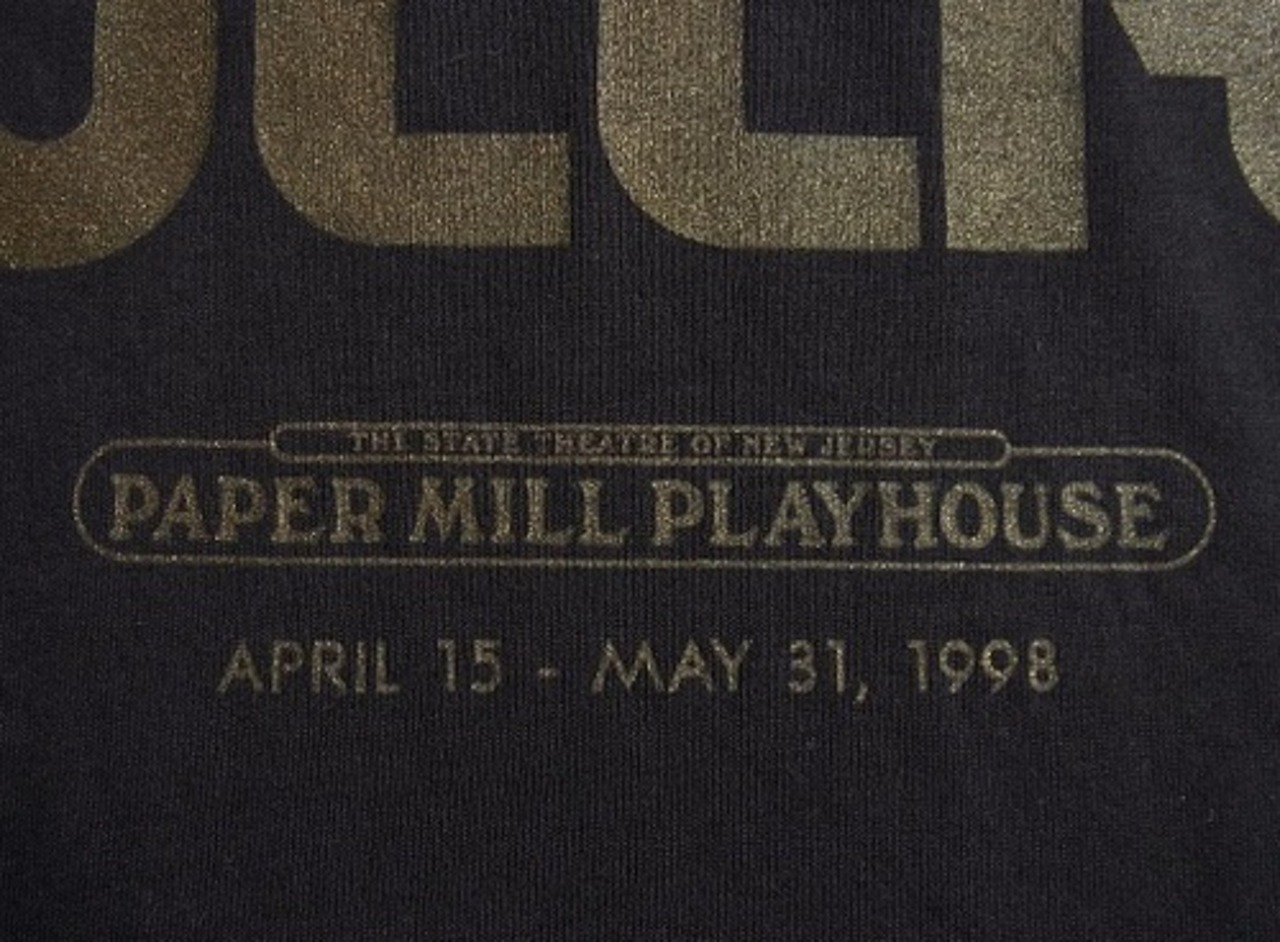 THE STATE THEATRE OF NEW JERSEY
PAPER MILL PLAYHOUSE
APRIL 15 - MAY 31, 1998